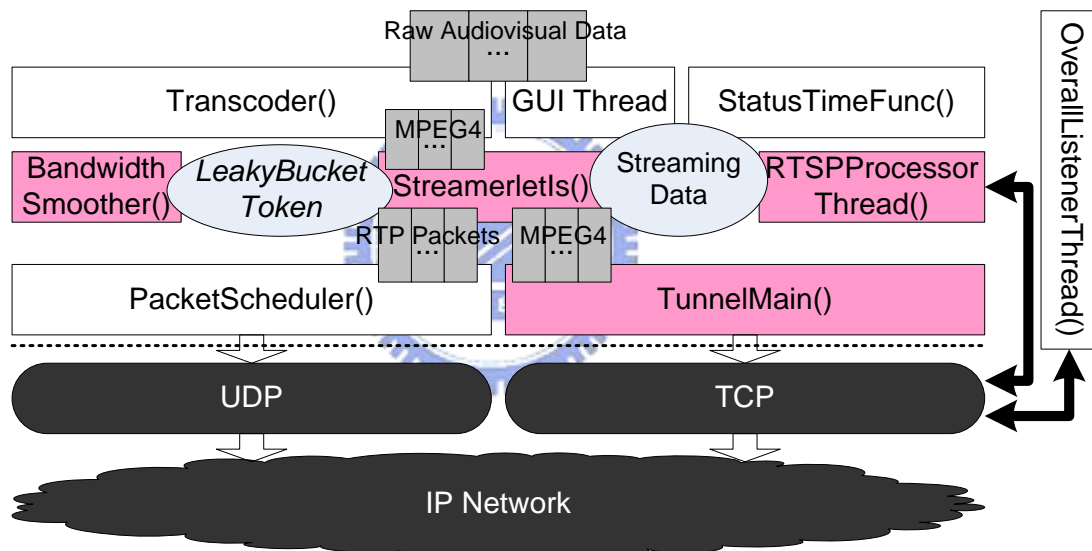 Raw Audiovisual Data
...
Transcoder()
GUI Thread
StatusTimeFunc()
OverallListenerThread()
MPEG4
...
Bandwidth
Smoother()
LeakyBucket
Token
StreamerletIs()
Streaming
Data
RTSPProcessor
Thread()
RTP Packets
...
MPEG4
...
PacketScheduler()
TunnelMain()
UDP
TCP
IP Network